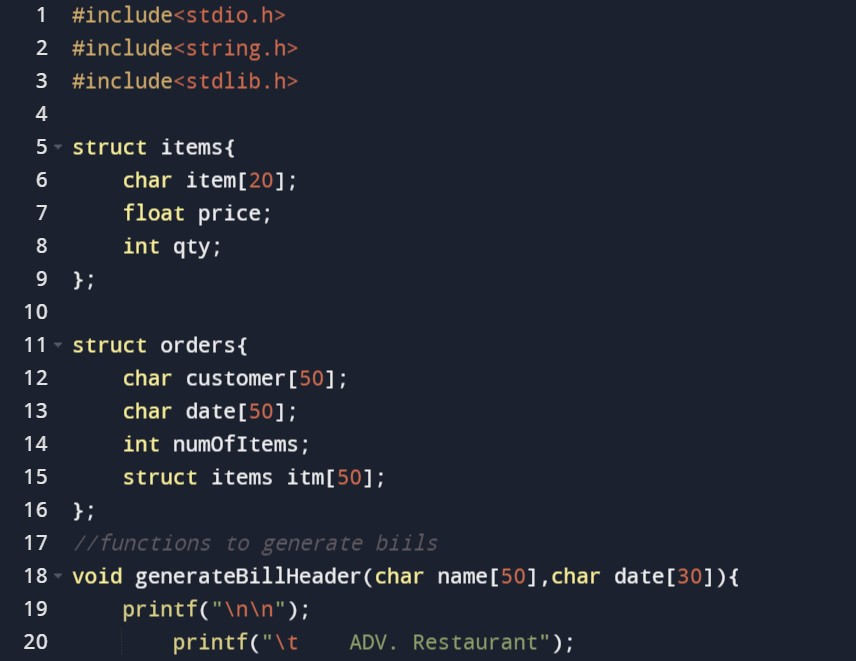 1 #include<stdio.h>
2 #include<string.h>
3 #include<stdlib.h>
4
5 struct items{
6     char item[20];
7     float price;
8     int qty;
9 };
10
11 struct orders{
12     char customer[50];
13     char date[50];
14     int numOfItems;
15     struct items itm[50];
16 };
17 //functions to generate biils
18 void generateBillHeader(char name[50],char date[30]){
19     printf("\n\n");
20         printf("\t    ADV. Restaurant");